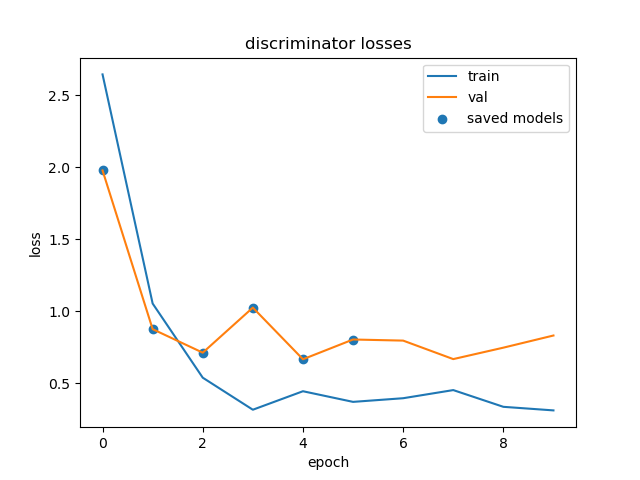 discriminator losses
train
val
saved models
2.5
2.0
1.5
1.0
0.5
loss
0 2 4 6 8
epoch